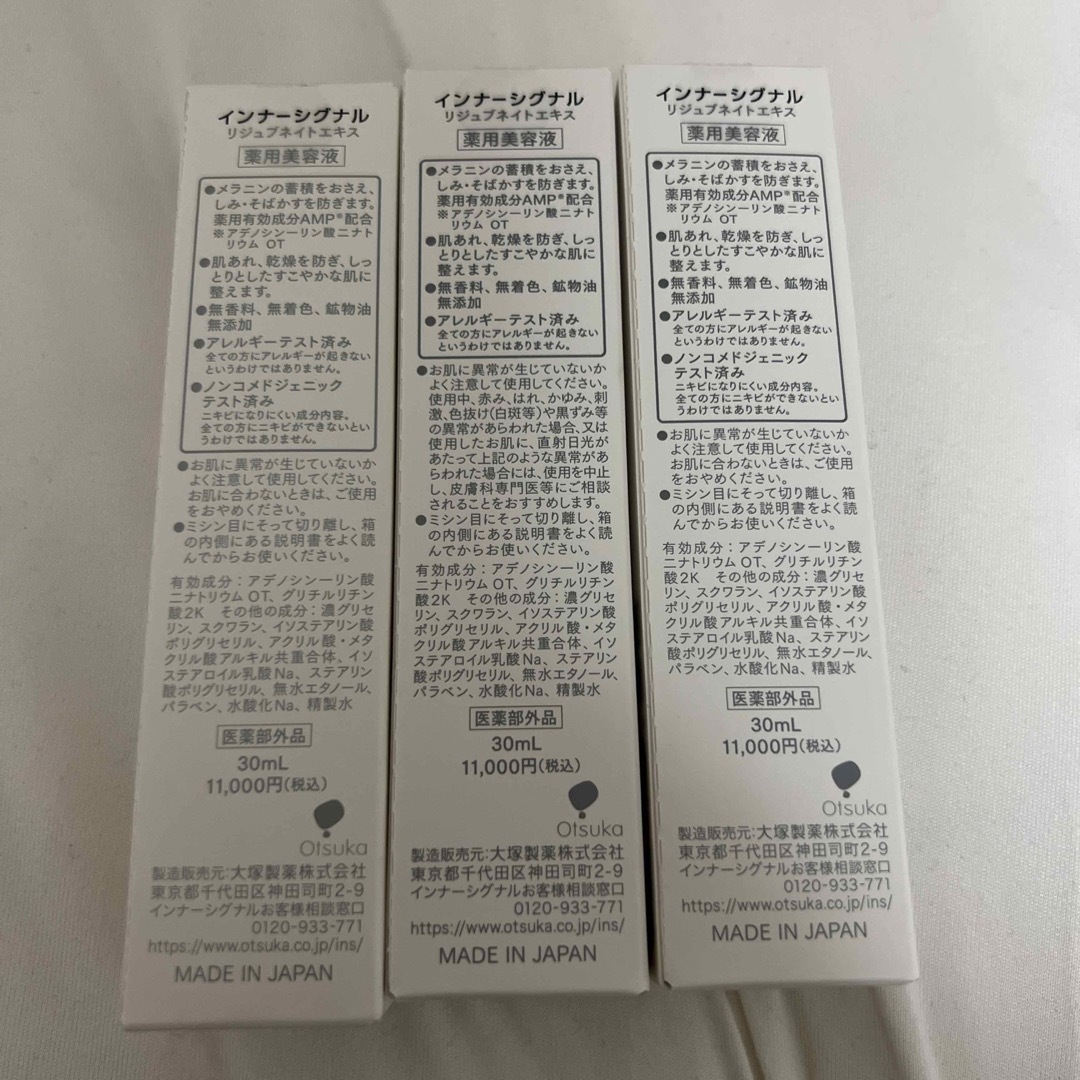 インナーシグナル
リジュブネイトエキス
薬用美容液
●メラニンの蓄積をおさえ、
しみ・そばかすを防ぎます。
薬用有効成分AMP※配合
※アデノシン一リン酸二ナト
リウム OT
●肌あれ、乾燥を防ぎ、しっ
とりとしたすこやかな肌に
整えます。
●無香料、無着色、鉱物油
無添加
●アレルギーテスト済み
全ての方にアレルギーが起きない
というわけではありません。
●ノンコメドジェニック
テスト済み
ニキビになりにくい成分内容。
全ての方にニキビができないとい
うわけではありません。
●お肌に異常が生じていないか
よく注意して使用してください。
お肌に合わないときは、ご使用
をおやめください。
●ミシン目にそって切り離し、箱
の内側にある説明書をよく読
んでからお使いください。
有効成分：アデノシン一リン酸
二ナトリウム OT、グリチルリチン
酸2K その他の成分：濃グリセ
リン、スクワラン、イソステアリン酸
ポリグリセリル、アクリル酸・メタ
クリル酸アルキル共重合体、イソ
ステアロイル乳酸Na、ステアリン
酸ポリグリセリル、無水エタノール、
パラベン、水酸化Na、精製水
医薬部外品
30mL
11,000円(税込)
Otsuka
製造販売元:大塚製薬株式会社
東京都千代田区神田司町2-9
インナーシグナルお客様相談窓口
0120-933-771
https://www.otsuka.co.jp/ins/
MADE IN JAPAN
インナーシグナル
リジュブネイトエキス
薬用美容液
●メラニンの蓄積をおさえ、
しみ・そばかすを防ぎます。
薬用有効成分AMP※配合
※アデノシン一リン酸二ナト
リウム OT
●肌あれ、乾燥を防ぎ、しっ
とりとしたすこやかな肌に
整えます。
●無香料、無着色、鉱物油
無添加
●アレルギーテスト済み
全ての方にアレルギーが起きない
というわけではありません。
●お肌に異常が生じていないか
よく注意して使用してください。
使用中、赤み、はれ、かゆみ、刺
激、色抜け(白斑等)や黒ずみ等
の異常があらわれた場合、又は
使用したお肌に、直射日光が
あたって上記のような異常が
あらわれた場合には、使用を中止
し、皮膚科専門医等にご相談
されることをおすすめします。
●ミシン目にそって切り離し、箱
の内側にある説明書をよく読
んでからお使いください。
有効成分：アデノシン一リン酸
二ナトリウム OT、グリチルリチン
酸2K その他の成分：濃グリセ
リン、スクワラン、イソステアリン酸
ポリグリセリル、アクリル酸・メタ
クリル酸アルキル共重合体、イソ
ステアロイル乳酸Na、ステアリン
酸ポリグリセリル、無水エタノール、
パラベン、水酸化Na、精製水
医薬部外品
30mL
11,000円(税込)
Otsuka
製造販売元:大塚製薬株式会社
東京都千代田区神田司町2-9
インナーシグナルお客様相談窓口
0120-933-771
https://www.otsuka.co.jp/ins/
MADE IN JAPAN
インナーシグナル
リジュブネイトエキス
薬用美容液
●メラニンの蓄積をおさえ、
しみ・そばかすを防ぎます。
薬用有効成分AMP※配合
※アデノシン一リン酸二ナト
リウム OT
●肌あれ、乾燥を防ぎ、しっ
とりとしたすこやかな肌に
整えます。
●無香料、無着色、鉱物油
無添加
●アレルギーテスト済み
全ての方にアレルギーが起きない
というわけではありません。
●ノンコメドジェニック
テスト済み
ニキビになりにくい成分内容。
全ての方にニキビができないとい
うわけではありません。
●お肌に異常が生じていないか
よく注意して使用してください。
お肌に合わないときは、ご使用
をおやめください。
●ミシン目にそって切り離し、箱
の内側にある説明書をよく読
んでからお使いください。
有効成分：アデノシン一リン酸
二ナトリウム OT、グリチルリチン
酸2K その他の成分：濃グリセ
リン、スクワラン、イソステアリン酸
ポリグリセリル、アクリル酸・メタ
クリル酸アルキル共重合体、イソ
ステアロイル乳酸Na、ステアリン
酸ポリグリセリル、無水エタノール、
パラベン、水酸化Na、精製水
医薬部外品
30mL
11,000円(税込)
Otsuka
製造販売元:大塚製薬株式会社
東京都千代田区神田司町2-9
インナーシグナルお客様相談窓口
0120-933-771
https://www.otsuka.co.jp/ins/
MADE IN JAPAN